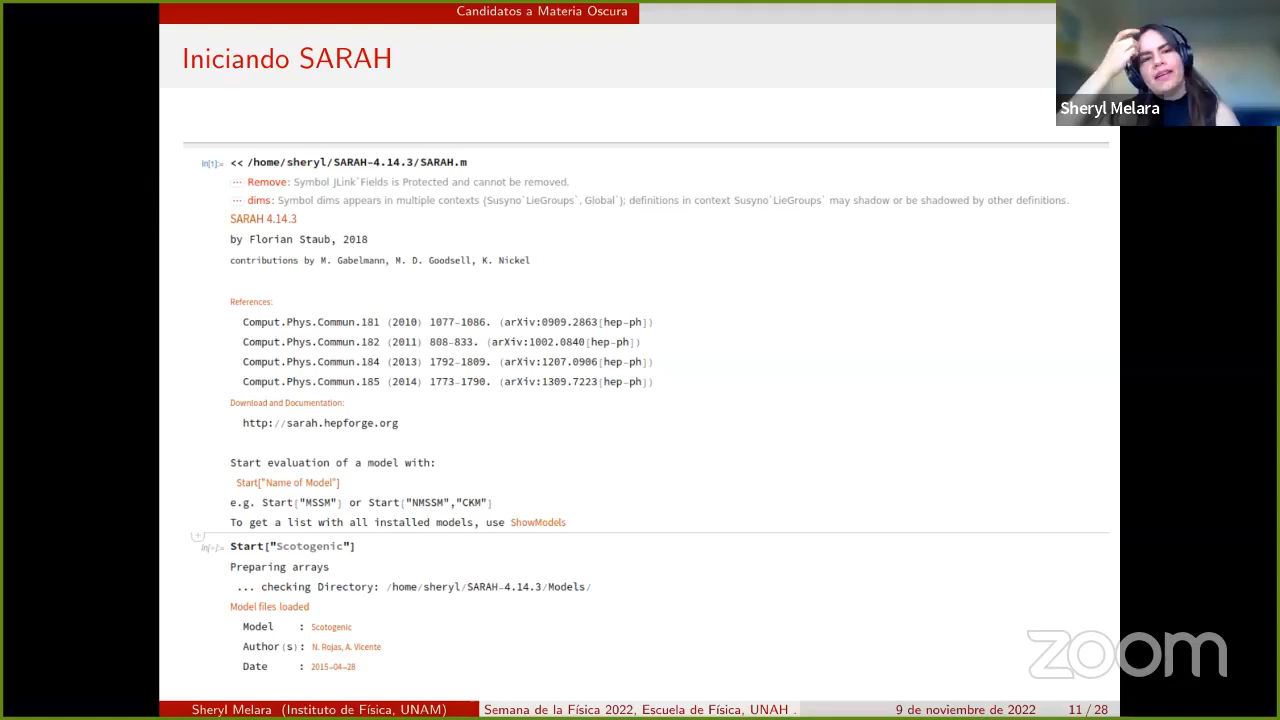 Candidatos a Materia Oscura
Iniciando SARAH
Sheryl Melara
In[1]:= << /home/sheryl/SARAH-4.14.3/SARAH.m
··· Remove: Symbol JLink`Fields is Protected and cannot be removed.
··· dims: Symbol dims appears in multiple contexts {Susyno`LieGroups`, Global`}; definitions in context Susyno`LieGroups` may shadow or be shadowed by other definitions.
SARAH 4.14.3
by Florian Staub, 2018
contributions by M. Gabelmann, M. D. Goodsell, K. Nickel
References:
Comput.Phys.Commun.181 (2010) 1077-1086. (arXiv:0909.2863[hep-ph])
Comput.Phys.Commun.182 (2011) 808-833. (arXiv:1002.0840[hep-ph])
Comput.Phys.Commun.184 (2013) 1792-1809. (arXiv:1207.0906[hep-ph])
Comput.Phys.Commun.185 (2014) 1773-1790. (arXiv:1309.7223[hep-ph])
Download and Documentation:
http://sarah.hepforge.org
Start evaluation of a model with:
Start["Name of Model"]
e.g. Start["MSSM"] or Start["NMSSM","CKM"]
To get a list with all installed models, use ShowModels
In[•]:= Start["Scotogenic"]
Preparing arrays
... checking Directory: /home/sheryl/SARAH-4.14.3/Models/
Model files loaded
Model : Scotogenic
Author(s): N. Rojas, A. Vicente
Date : 2015-04-28
zoom
Sheryl Melara (Instituto de Física, UNAM) Semana de la Física 2022, Escuela de Física, UNAH . 9 de noviembre de 2022 11 / 28